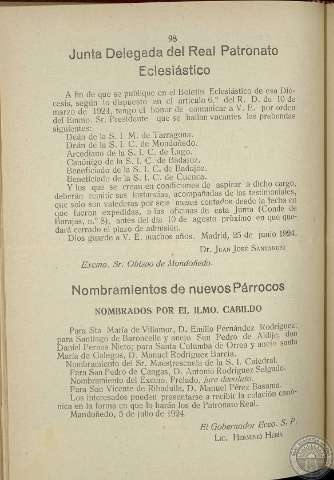 98
Junta Delegada del Real Patronato
Eclesiástico
A fin de que se publique en el Boletín Eclesiástico de esa Dió-
cesis, según lo dispuesto en el artículo 6.º del R. D. de 10 de
marzo de 1924, tengo el honor de comunicar a V. E. por orden
del Emmo. Sr. Presidente que se hallan vacantes las prebendas
siguientes:
Deán de la S. I. M. de Tarragona.
Deán de la S. I. C. de Mondoñedo.
Arcediano de la S. I. C. de Lugo.
Canónigo de la S. I. C. de Badajoz.
Beneficiado de la S. I. C. de Badajoz.
Beneficiado de la S. I. C. de Cuenca.
Y los que se crean en condiciones de aspirar a dicho cargo,
deberán remitir sus instancias, acompañadas de las testimoniales,
que solo son valederas por seis meses contados desde la fecha en
que fueron expedidas, a las oficinas de esta Junta (Conde de
Barajas, n.º 8), antes del día 10 de agosto próximo en que que-
dará cerrado el plazo de admisión.
Dios guarde a V. E. muchos años. Madrid, 25 de junio 1924.
Dr. Juan José
Excmo. Sr. Obispo de Mondoñedo.
Nombramientos de nuevos Párrocos
NOMBRADOS POR EL ILMO. CABILDO
Para Sta María de Villamor, D. Emilio Fernández Rodríguez;
para Santiago de Barroncelle y anejo San Pedro de Aldije, don
Daniel Pernas Nieto; para Santa Columba de Orrea y anejo santa
María de Galegos, D. Manuel Rodríguez García.
Nombramiento del Sr. Maestrescuela de la S. I. Catedral.
Para San Pedro de Cangas, D. Antonio Rodríguez Salgado.
Nombramiento del Excmo. Prelado, jure devoluto.
Para San Vicente de Ribadulla, D. Manuel Pérez Basanta.
Los interesados pueden presentarse a recibir la colación canó-
nica en la forma en que lo harán los de Patronato Real.
Mondoñedo, 5 de julio de 1924.
El Gobernador Ecco. S. P.
Lic. Herminio